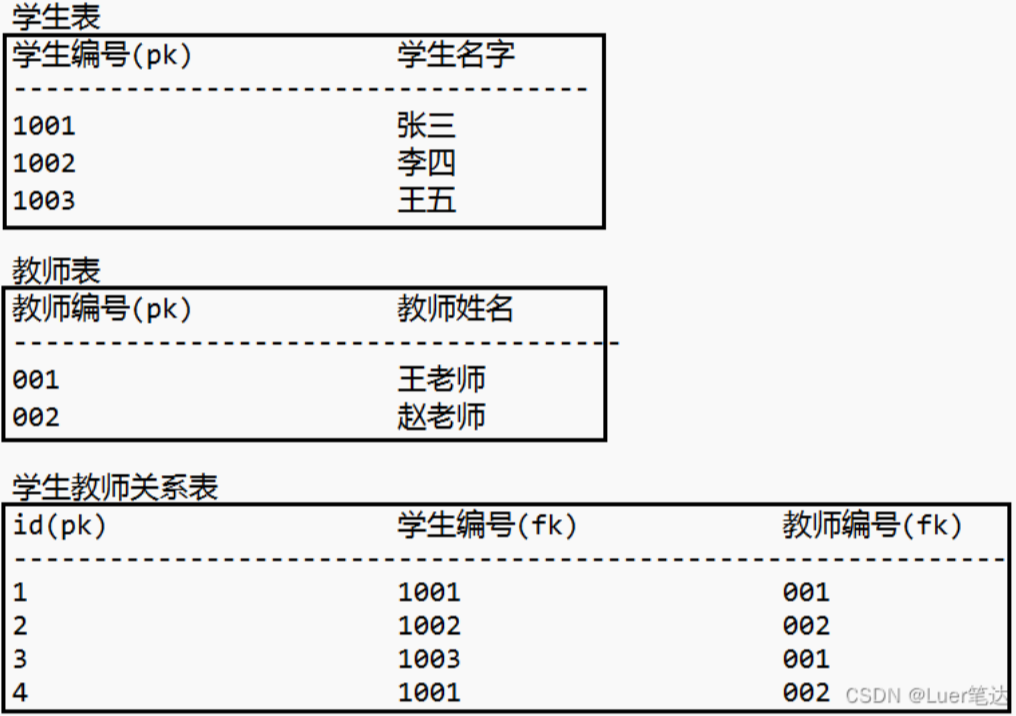 学生表
学生编号(pk) 学生名字
------------------------------------
1001 张三
1002 李四
1003 王五
教师表
教师编号(pk) 教师姓名
--------------------------------------
001 王老师
002 赵老师
学生教师关系表
id(pk) 学生编号(fk) 教师编号(fk)
--------------------------------------------------------------
1 1001 001
2 1002 002
3 1003 001
4 1001 002
CSDN @Luer笔达